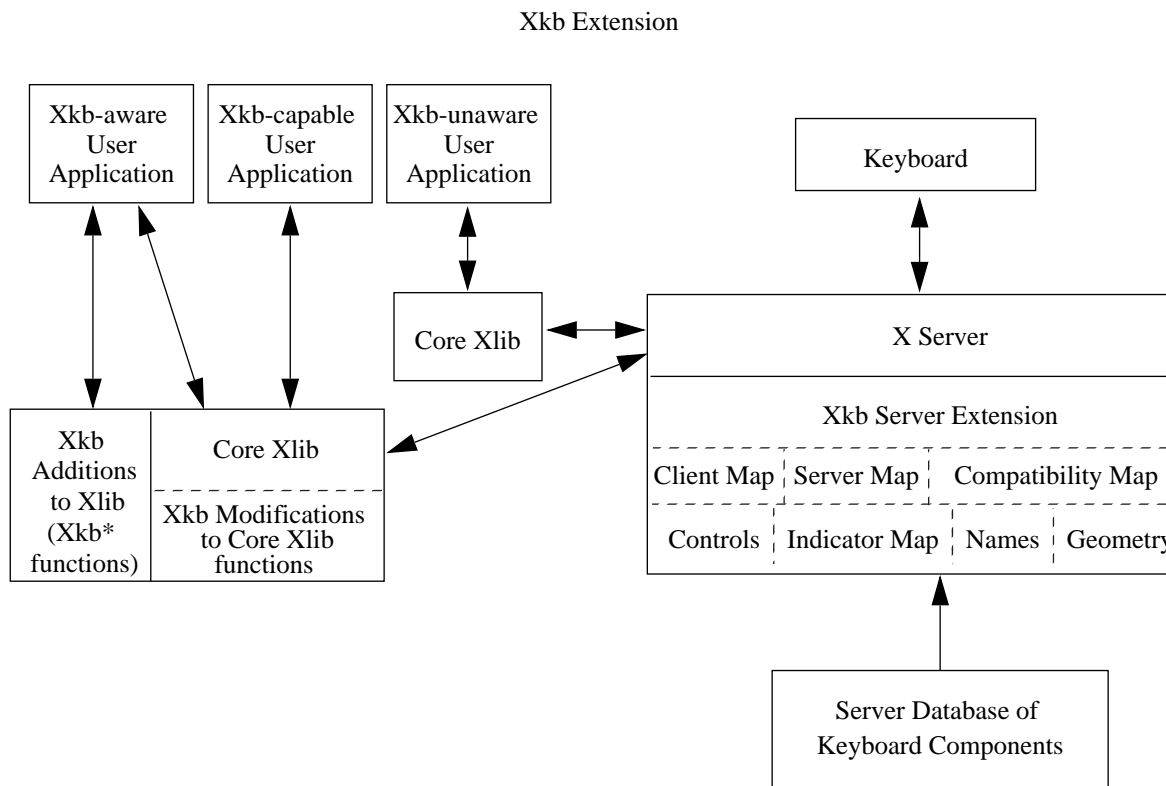 Xkb Extension
Xkb-aware
User
Application
Xkb-capable
User
Application
Xkb-unaware
User
Application
Keyboard
Core Xlib
X Server
Xkb Server Extension
Client Map
Server Map
Compatibility Map
Controls
Indicator Map
Names
Geometry
Xkb
Additions
to Xlib
(Xkb*
functions)
Core Xlib
Xkb Modifications
to Core Xlib
functions
Server Database of
Keyboard Components